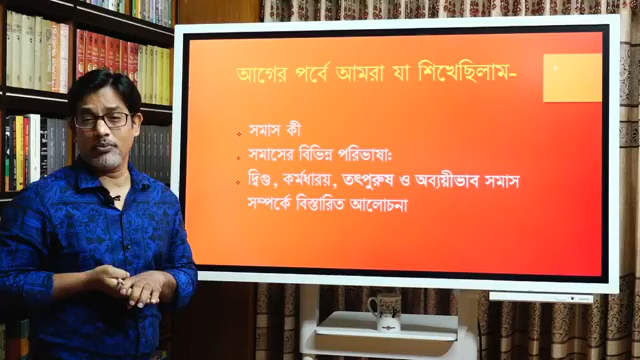 আগের পর্বে আমরা যা শিখেছিলাম-
সমাস কী
সমাসের বিভিন্ন পরিভাষা:
দ্বিগু, কর্মধারয়, তৎপুরুষ ও অব্যয়ীভাব সমাস
সম্পর্কে বিস্তারিত আলোচনা